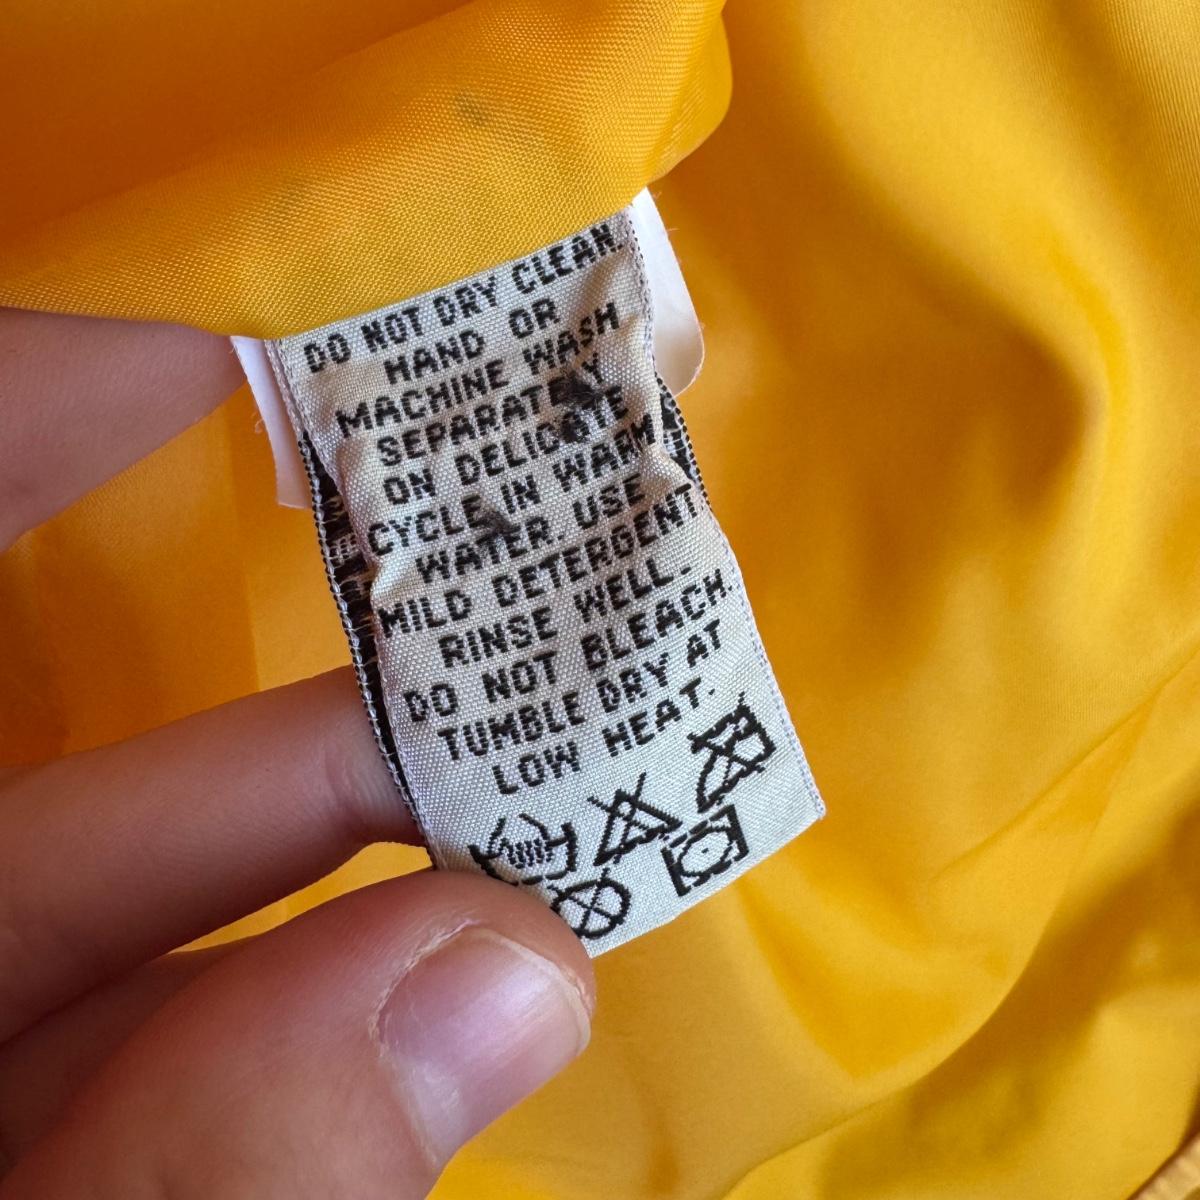 DO NOT DRY CLEAN.
HAND OR
MACHINE WASH
SEPARATELY
ON DELICATE
CYCLE IN WARM
WATER. USE
MILD DETERGENT.
RINSE WELL.
DO NOT BLEACH.
TUMBLE DRY AT
LOW HEAT.